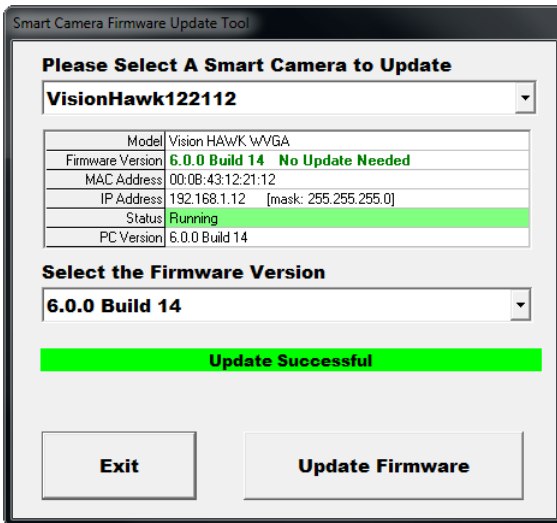 Smart Camera Firmware Update Tool
Please Select A Smart Camera to Update
VisionHawk122112
Model Vision HAWK WVGA
Firmware Version 6.0.0 Build 14 No Update Needed
MAC Address 00:0B:43:12:21:12
IP Address 192.168.1.12 [mask: 255.255.255.0]
Status Running
PC Version 6.0.0 Build 14
Select the Firmware Version
6.0.0 Build 14
Update Successful
Exit Update Firmware